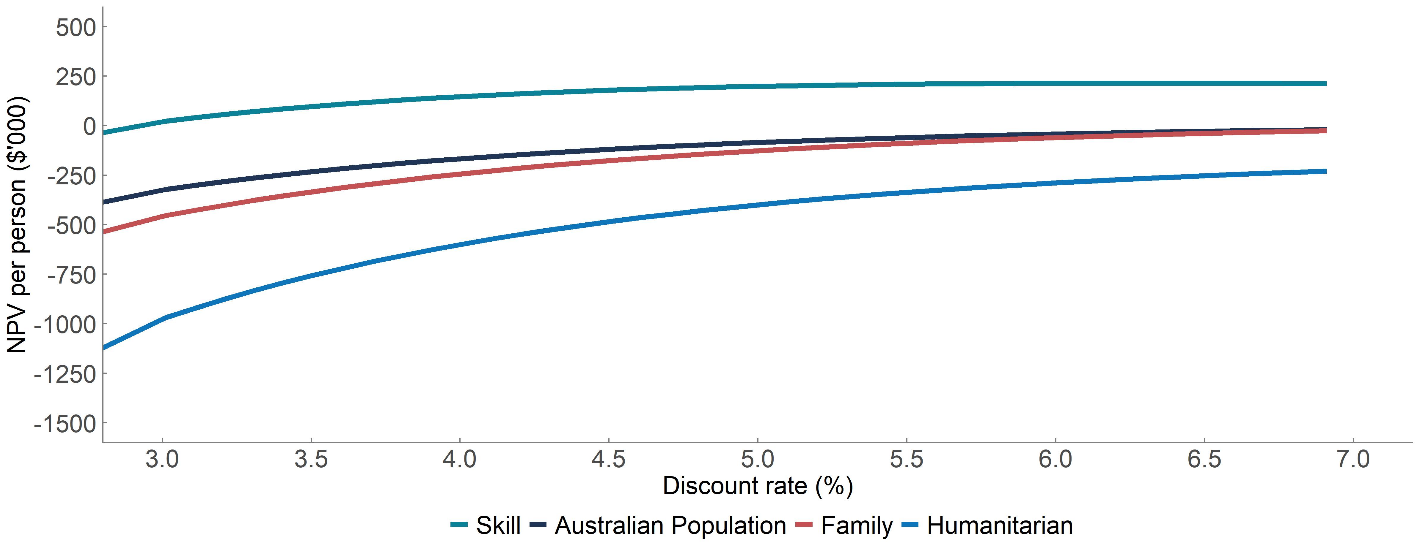 NPV per person ($'000)
500
250
0
-250
-500
-750
-1000
-1250
-1500
3.0 3.5 4.0 4.5 5.0 5.5 6.0 6.5 7.0
Discount rate (%)
Skill Australian Population Family Humanitarian